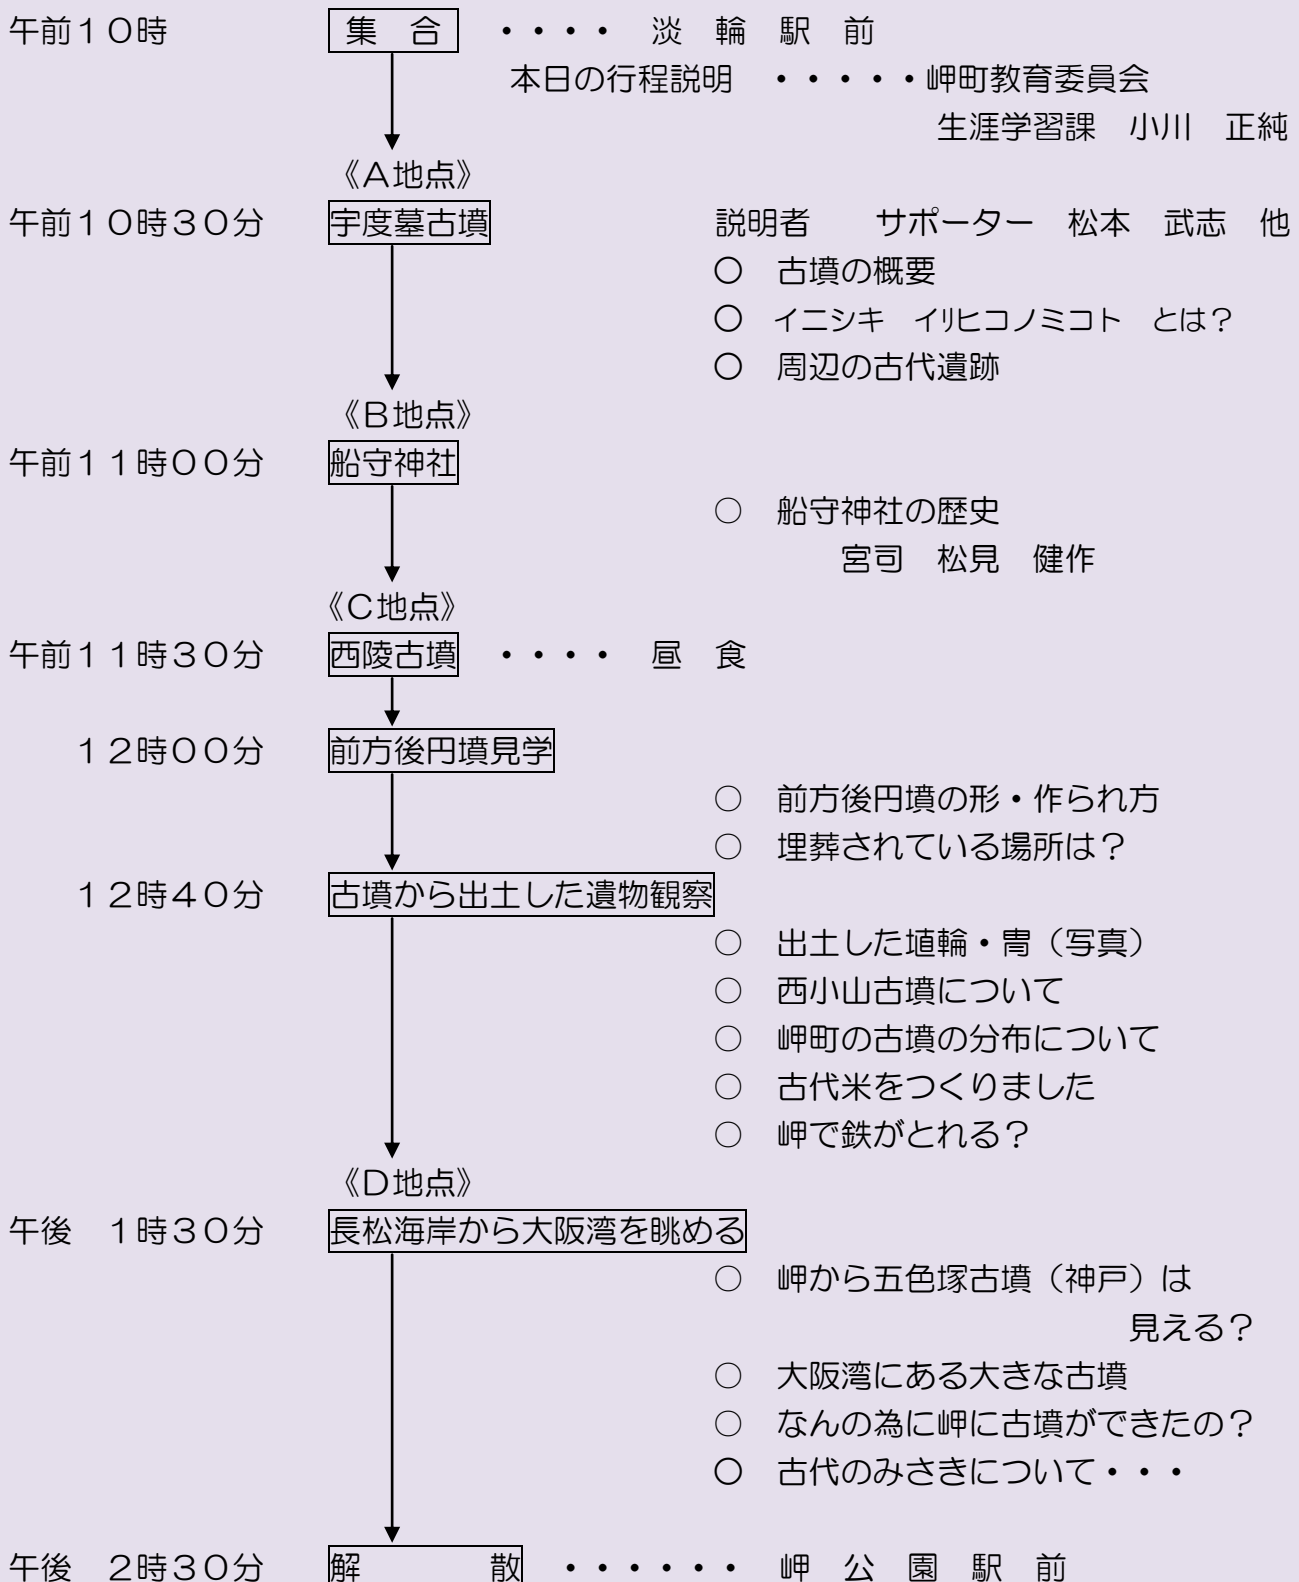 午前１０時　集　合　・・・・　淡　輪　駅　前
本日の行程説明　・・・・・岬町教育委員会
生涯学習課　小川　正純
《Ａ地点》
午前１０時３０分　宇度墓古墳　説明者　サポーター　松本　武志　他
〇　古墳の概要
〇　イニシキ　イリヒコノミコト　とは？
〇　周辺の古代遺跡
《Ｂ地点》
午前１１時００分　船守神社
○　船守神社の歴史
宮司　松見　健作
《Ｃ地点》
午前１１時３０分　西陵古墳　・・・・　昼　食
１２時００分　前方後円墳見学
○　前方後円墳の形・作られ方
○　埋葬されている場所は？
１２時４０分　古墳から出土した遺物観察
○　出土した埴輪・冑（写真）
○　西小山古墳について
○　岬町の古墳の分布について
○　古代米をつくりました
○　岬で鉄がとれる？
《Ｄ地点》
午後　１時３０分　長松海岸から大阪湾を眺める
○　岬から五色塚古墳（神戸）は
見える？
○　大阪湾にある大きな古墳
○　なんの為に岬に古墳ができたの？
〇　古代のみさきについて・・・
午後　２時３０分　解　散　・・・・・・　岬　公　園　駅　前